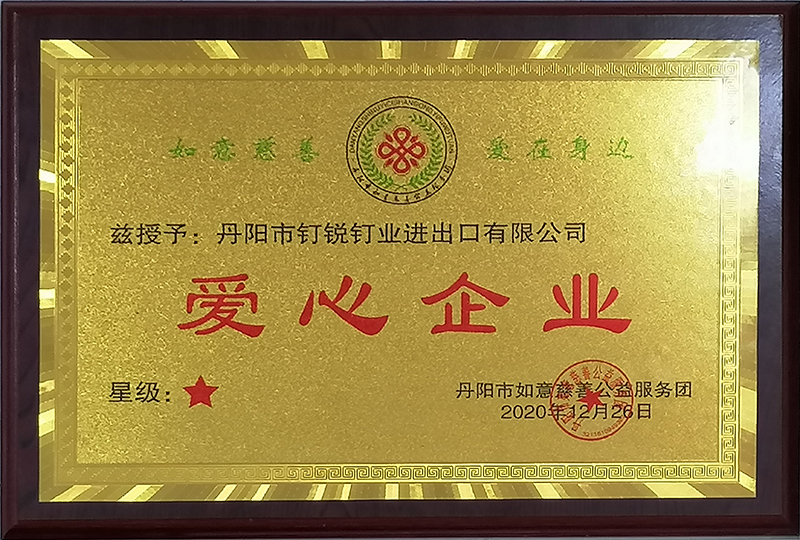 如意慈善 爱在身边
兹授予：丹阳市钉锐钉业进出口有限公司
爱心企业
星级：
丹阳市如意慈善公益服务团
2020年12月26日